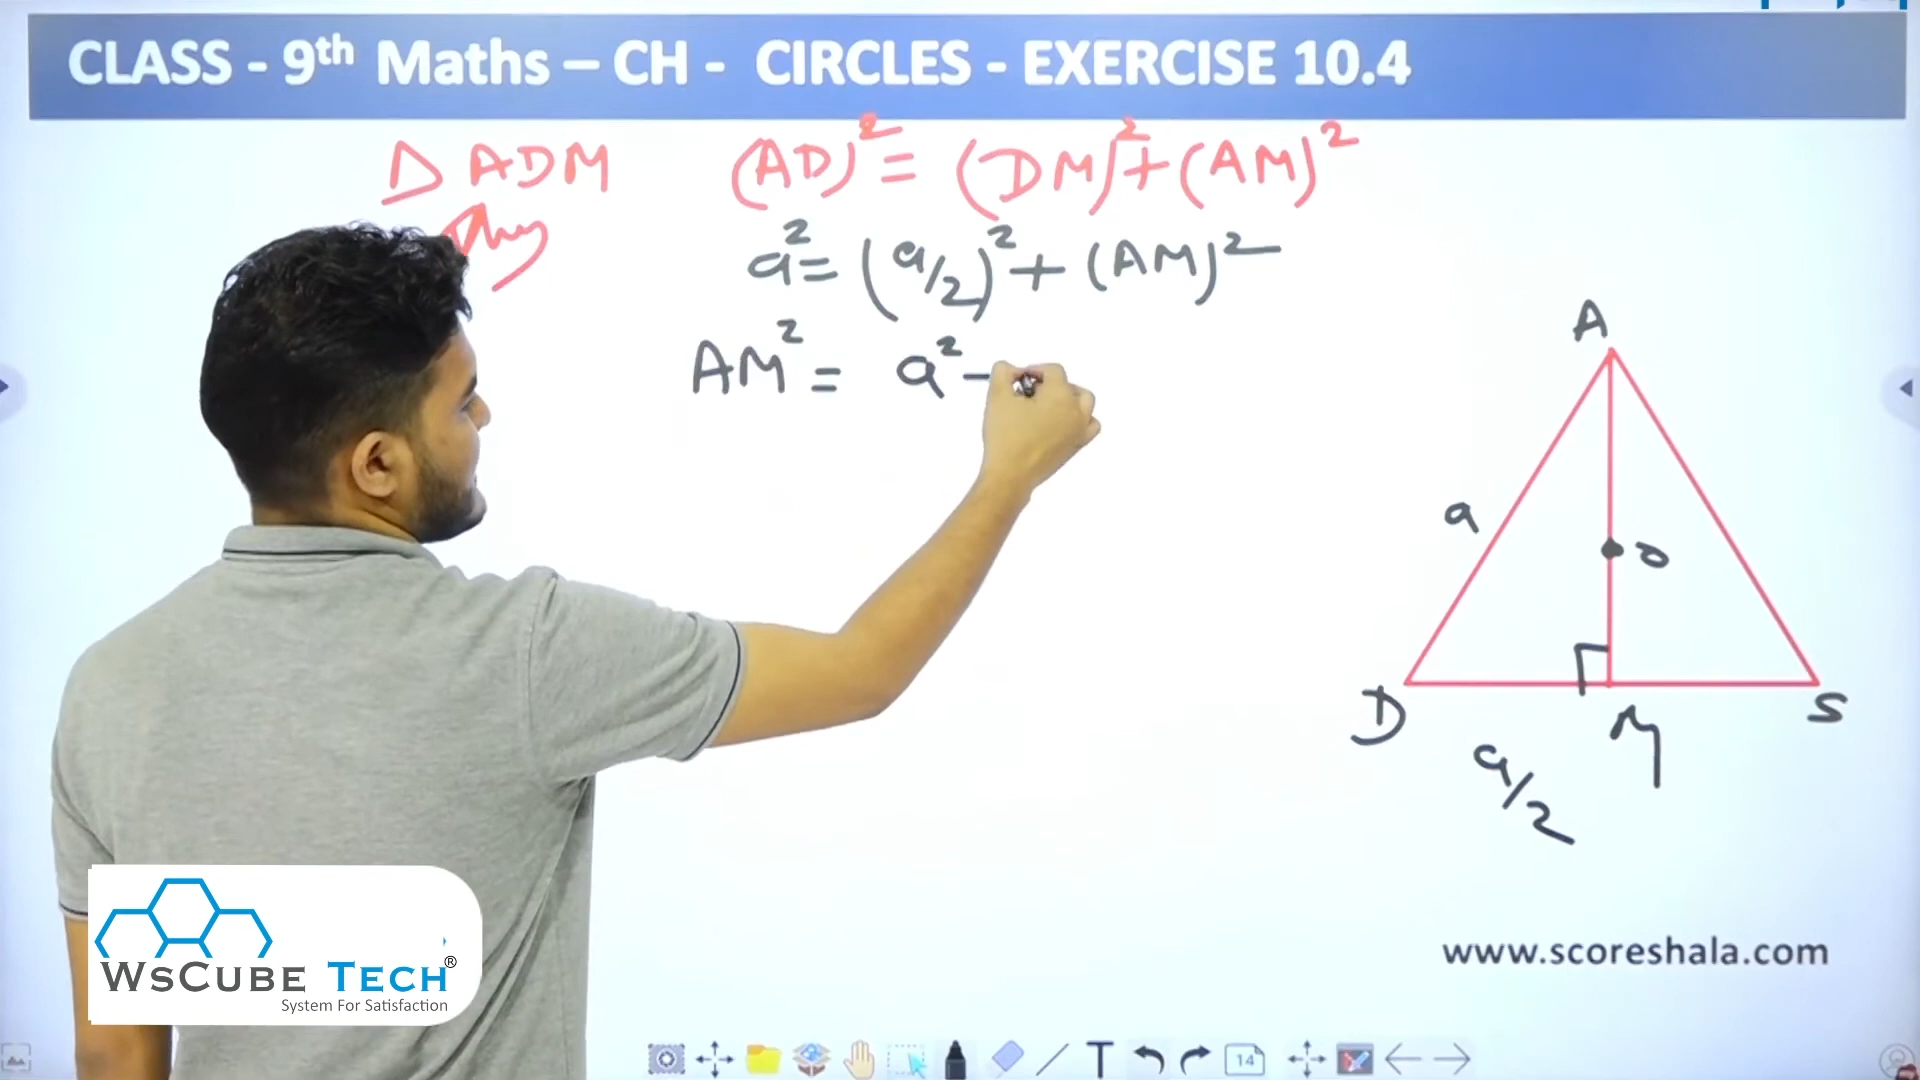 CLASS - 9th Maths – CH - CIRCLES - EXERCISE 10.4
Δ ADM (AD)² = (DM)² + (AM)²
a² = (a/2)² + (AM)²
AM² = a² -
A
a
O
D
M
S
a/2
www.scoreshala.com
WSCUBE TECH®
System For Satisfaction
T
14